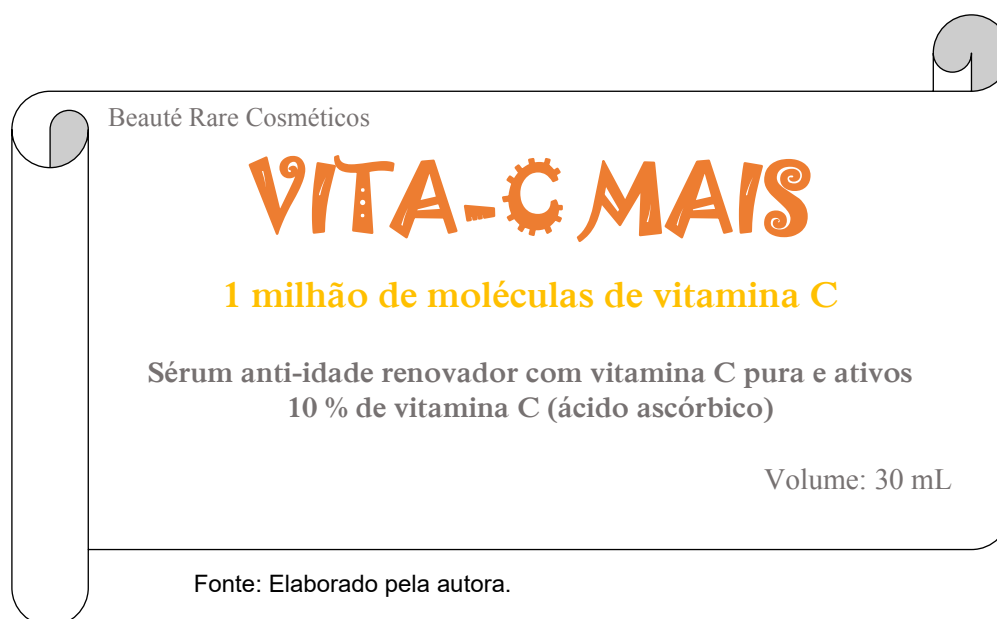 Beauté Rare Cosméticos
VITA-C MAIS
1 milhão de moléculas de vitamina C
Sérum anti-idade renovador com vitamina C pura e ativos
10 % de vitamina C (ácido ascórbico)
Volume: 30 mL
Fonte: Elaborado pela autora.